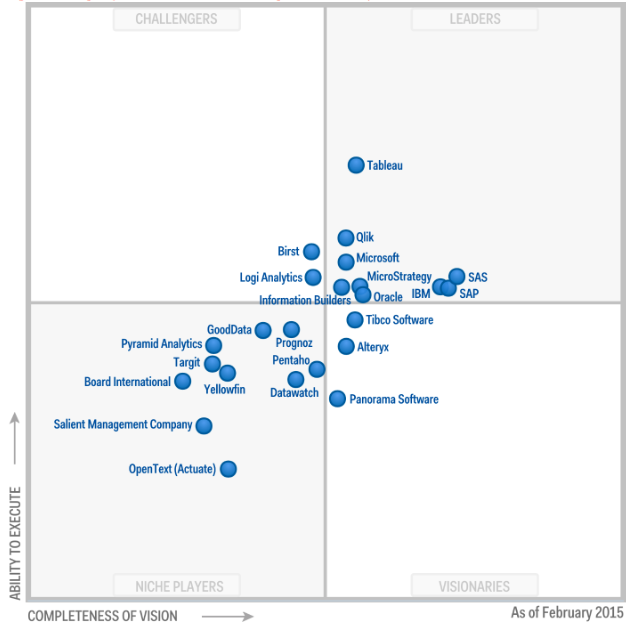 CHALLENGERS
LEADERS
Tableau
Qlik
Birst
Microsoft
Logi Analytics
MicroStrategy
SAS
Information Builders
Oracle
IBM
SAP
Tibco Software
GoodData
Prognoz
Pyramid Analytics
Alteryx
Targit
Pentaho
Board International
Yellowfin
Datawatch
Panorama Software
Salient Management Company
OpenText (Actuate)
ABILITY TO EXECUTE
NICHE PLAYERS
VISIONARIES
COMPLETENESS OF VISION
As of February 2015